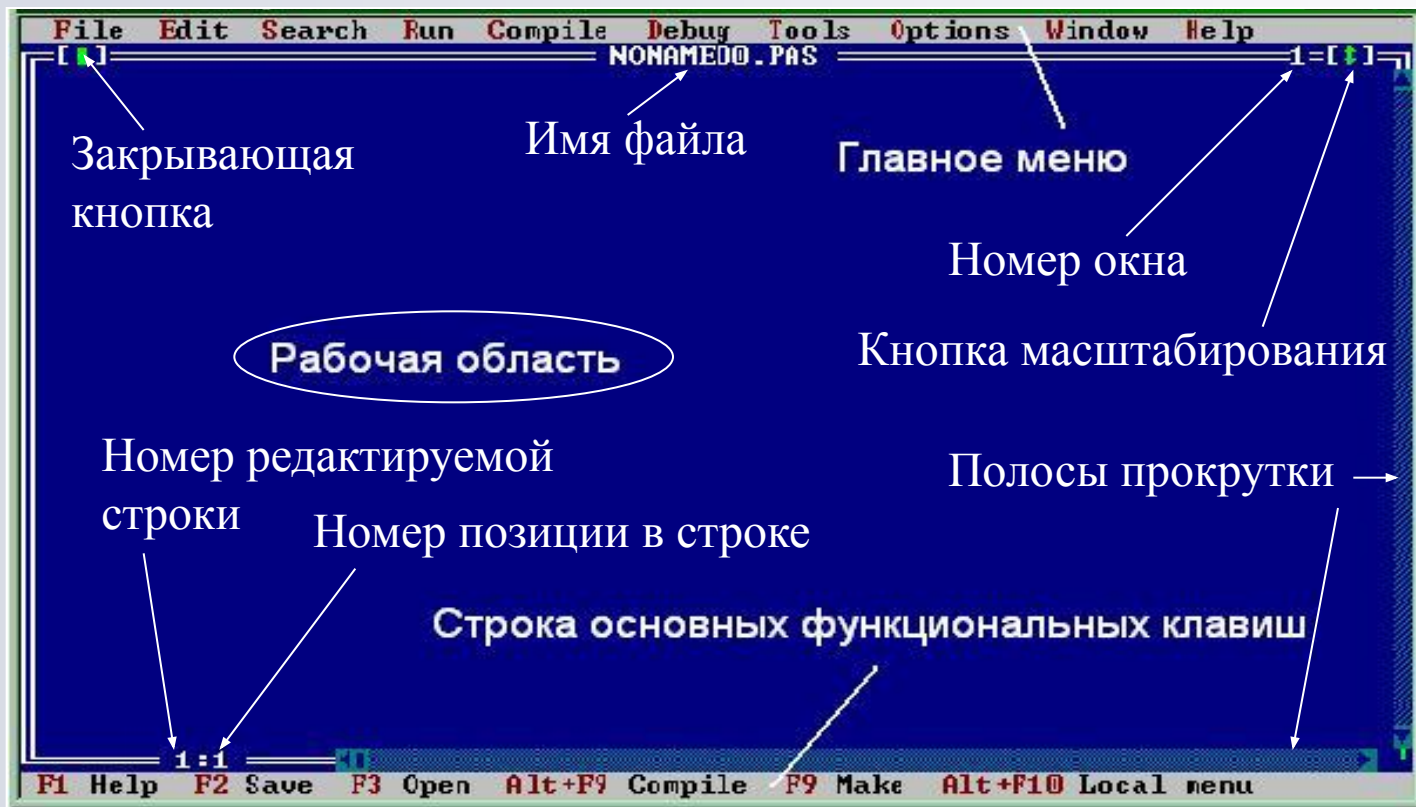 File Edit Search Run Compile Debug Tools Options Window Help
[ ] NONAME00.PAS 1=[↕]
Закрывающая
кнопка
Имя файла
Главное меню
Номер окна
Кнопка масштабирования
Рабочая область
Номер редактируемой
строки
Полосы прокрутки
Номер позиции в строке
Строка основных функциональных клавиш
1:1
F1 Help F2 Save F3 Open Alt+F9 Compile F9 Make Alt+F10 Local menu